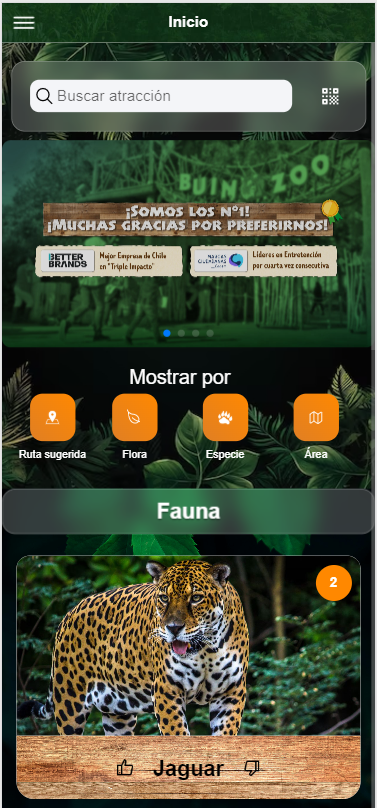 Inicio
Buscar atracción
BUIN ZOO
¡SOMOS LOS Nº1!
¡MUCHAS GRACIAS POR PREFERIRNOS!
BETTER
BRANDS
Mejor Empresa de Chile
en "Triple Impacto"
MARCAS
CIUDADANAS
Líderes en Entretención
por cuarta vez consecutiva
Mostrar por
Ruta sugerida
Flora
Especie
Área
Fauna
2
Jaguar